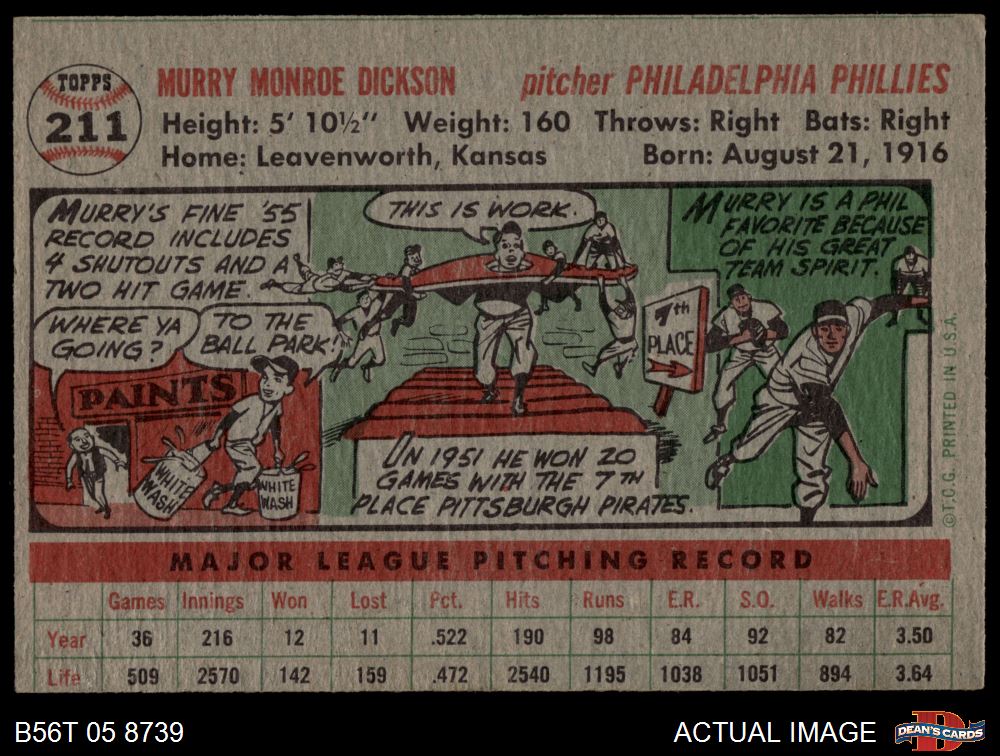 TOPPS
211
MURRY MONROE DICKSON pitcher PHILADELPHIA PHILLIES
Height: 5' 10½" Weight: 160 Throws: Right Bats: Right
Home: Leavenworth, Kansas Born: August 21, 1916
MURRY'S FINE '55
RECORD INCLUDES
4 SHUTOUTS AND A
TWO HIT GAME.
WHERE YA
GOING?
TO THE
BALL PARK!
PAINTS
WHITE
WASH
WHITE
WASH
THIS IS WORK.
7th
PLACE
IN 1951 HE WON 20
GAMES WITH THE 7TH
PLACE PITTSBURGH PIRATES.
MURRY IS A PHIL
FAVORITE BECAUSE
OF HIS GREAT
TEAM SPIRIT.
©T.C.G. PRINTED IN U.S.A.
MAJOR LEAGUE PITCHING RECORD
Games Innings Won Lost Pct. Hits Runs E.R. S.O. Walks E.R.Avg.
Year 36 216 12 11 .522 190 98 84 92 82 3.50
Life 509 2570 142 159 .472 2540 1195 1038 1051 894 3.64
B56T 05 8739 ACTUAL IMAGE
DEAN'S CARDS